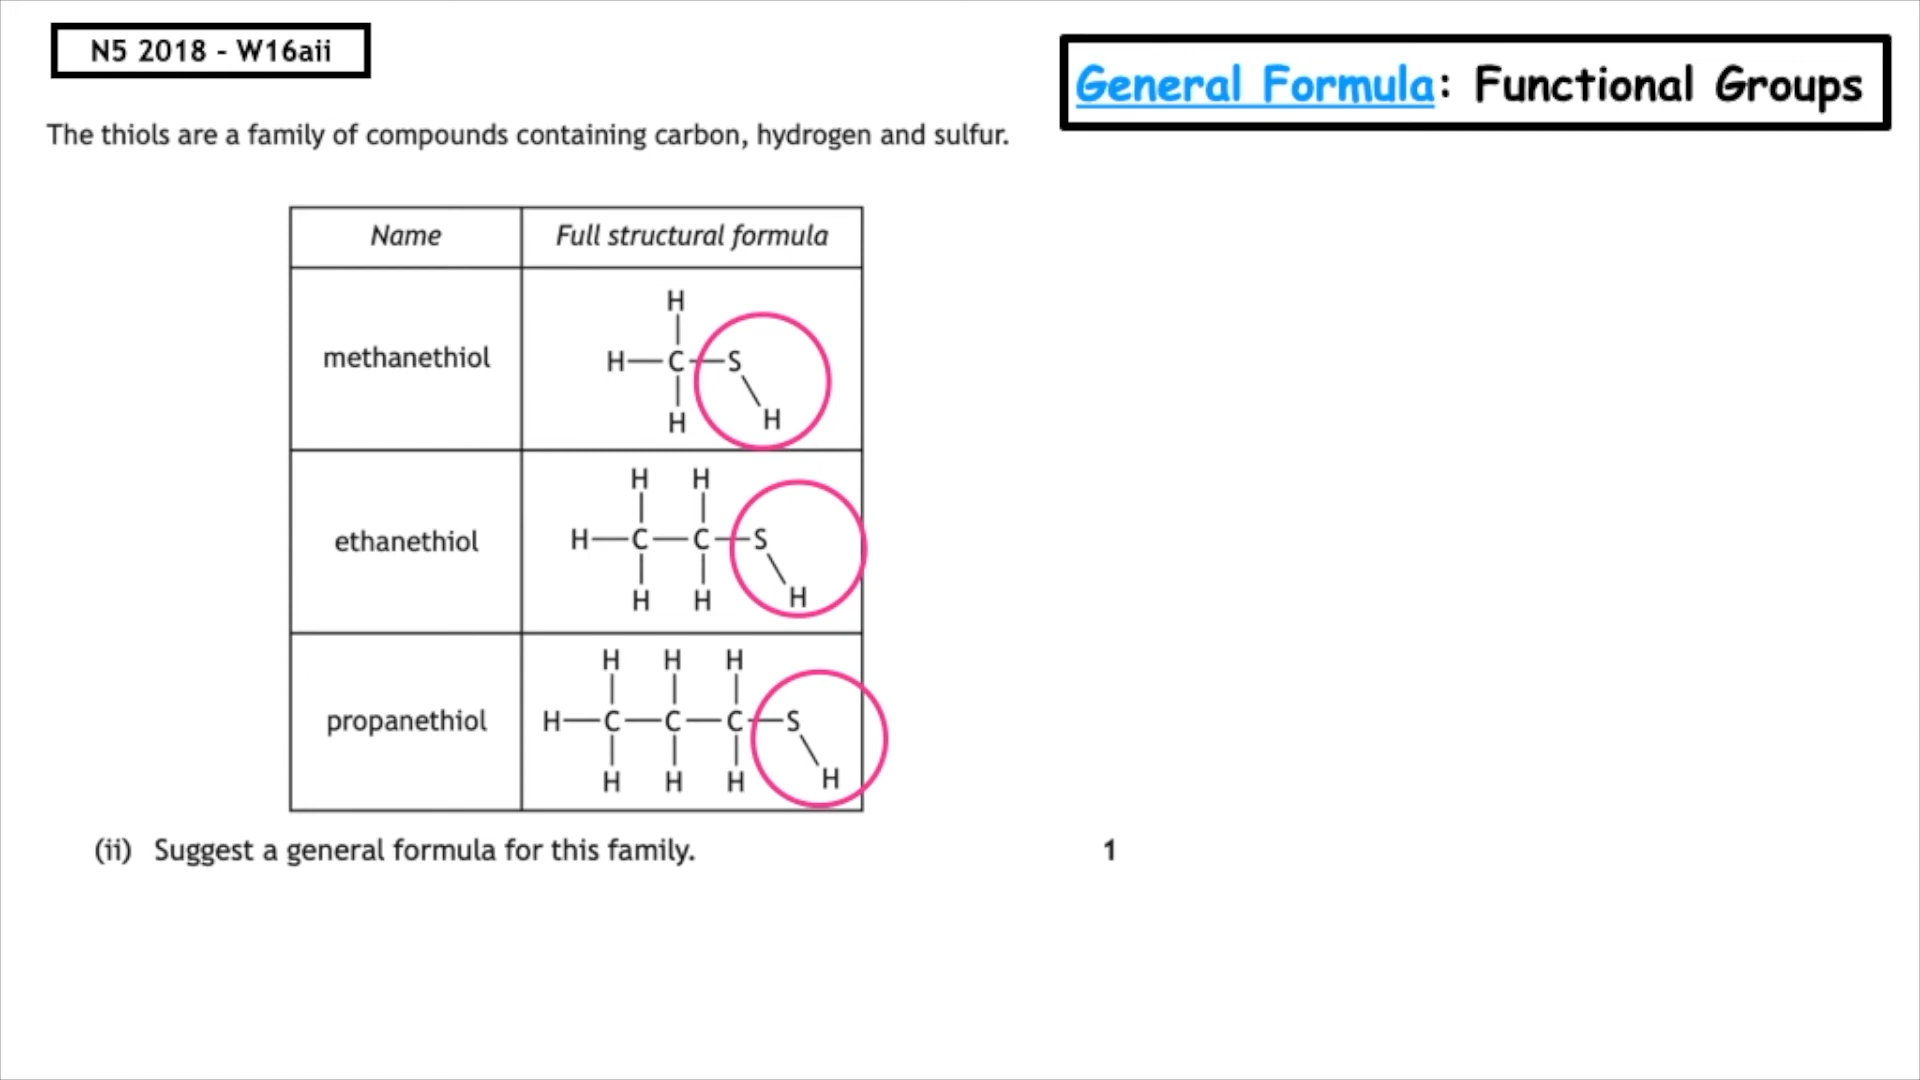 N5 2018 - W16aii
General Formula: Functional Groups
The thiols are a family of compounds containing carbon, hydrogen and sulfur.
Name Full structural formula
methanethiol
H
H C S
H H
ethanethiol
H H
H C C S
H H H
propanethiol
H H H
H C C C S
H H H H
(ii) Suggest a general formula for this family. 1